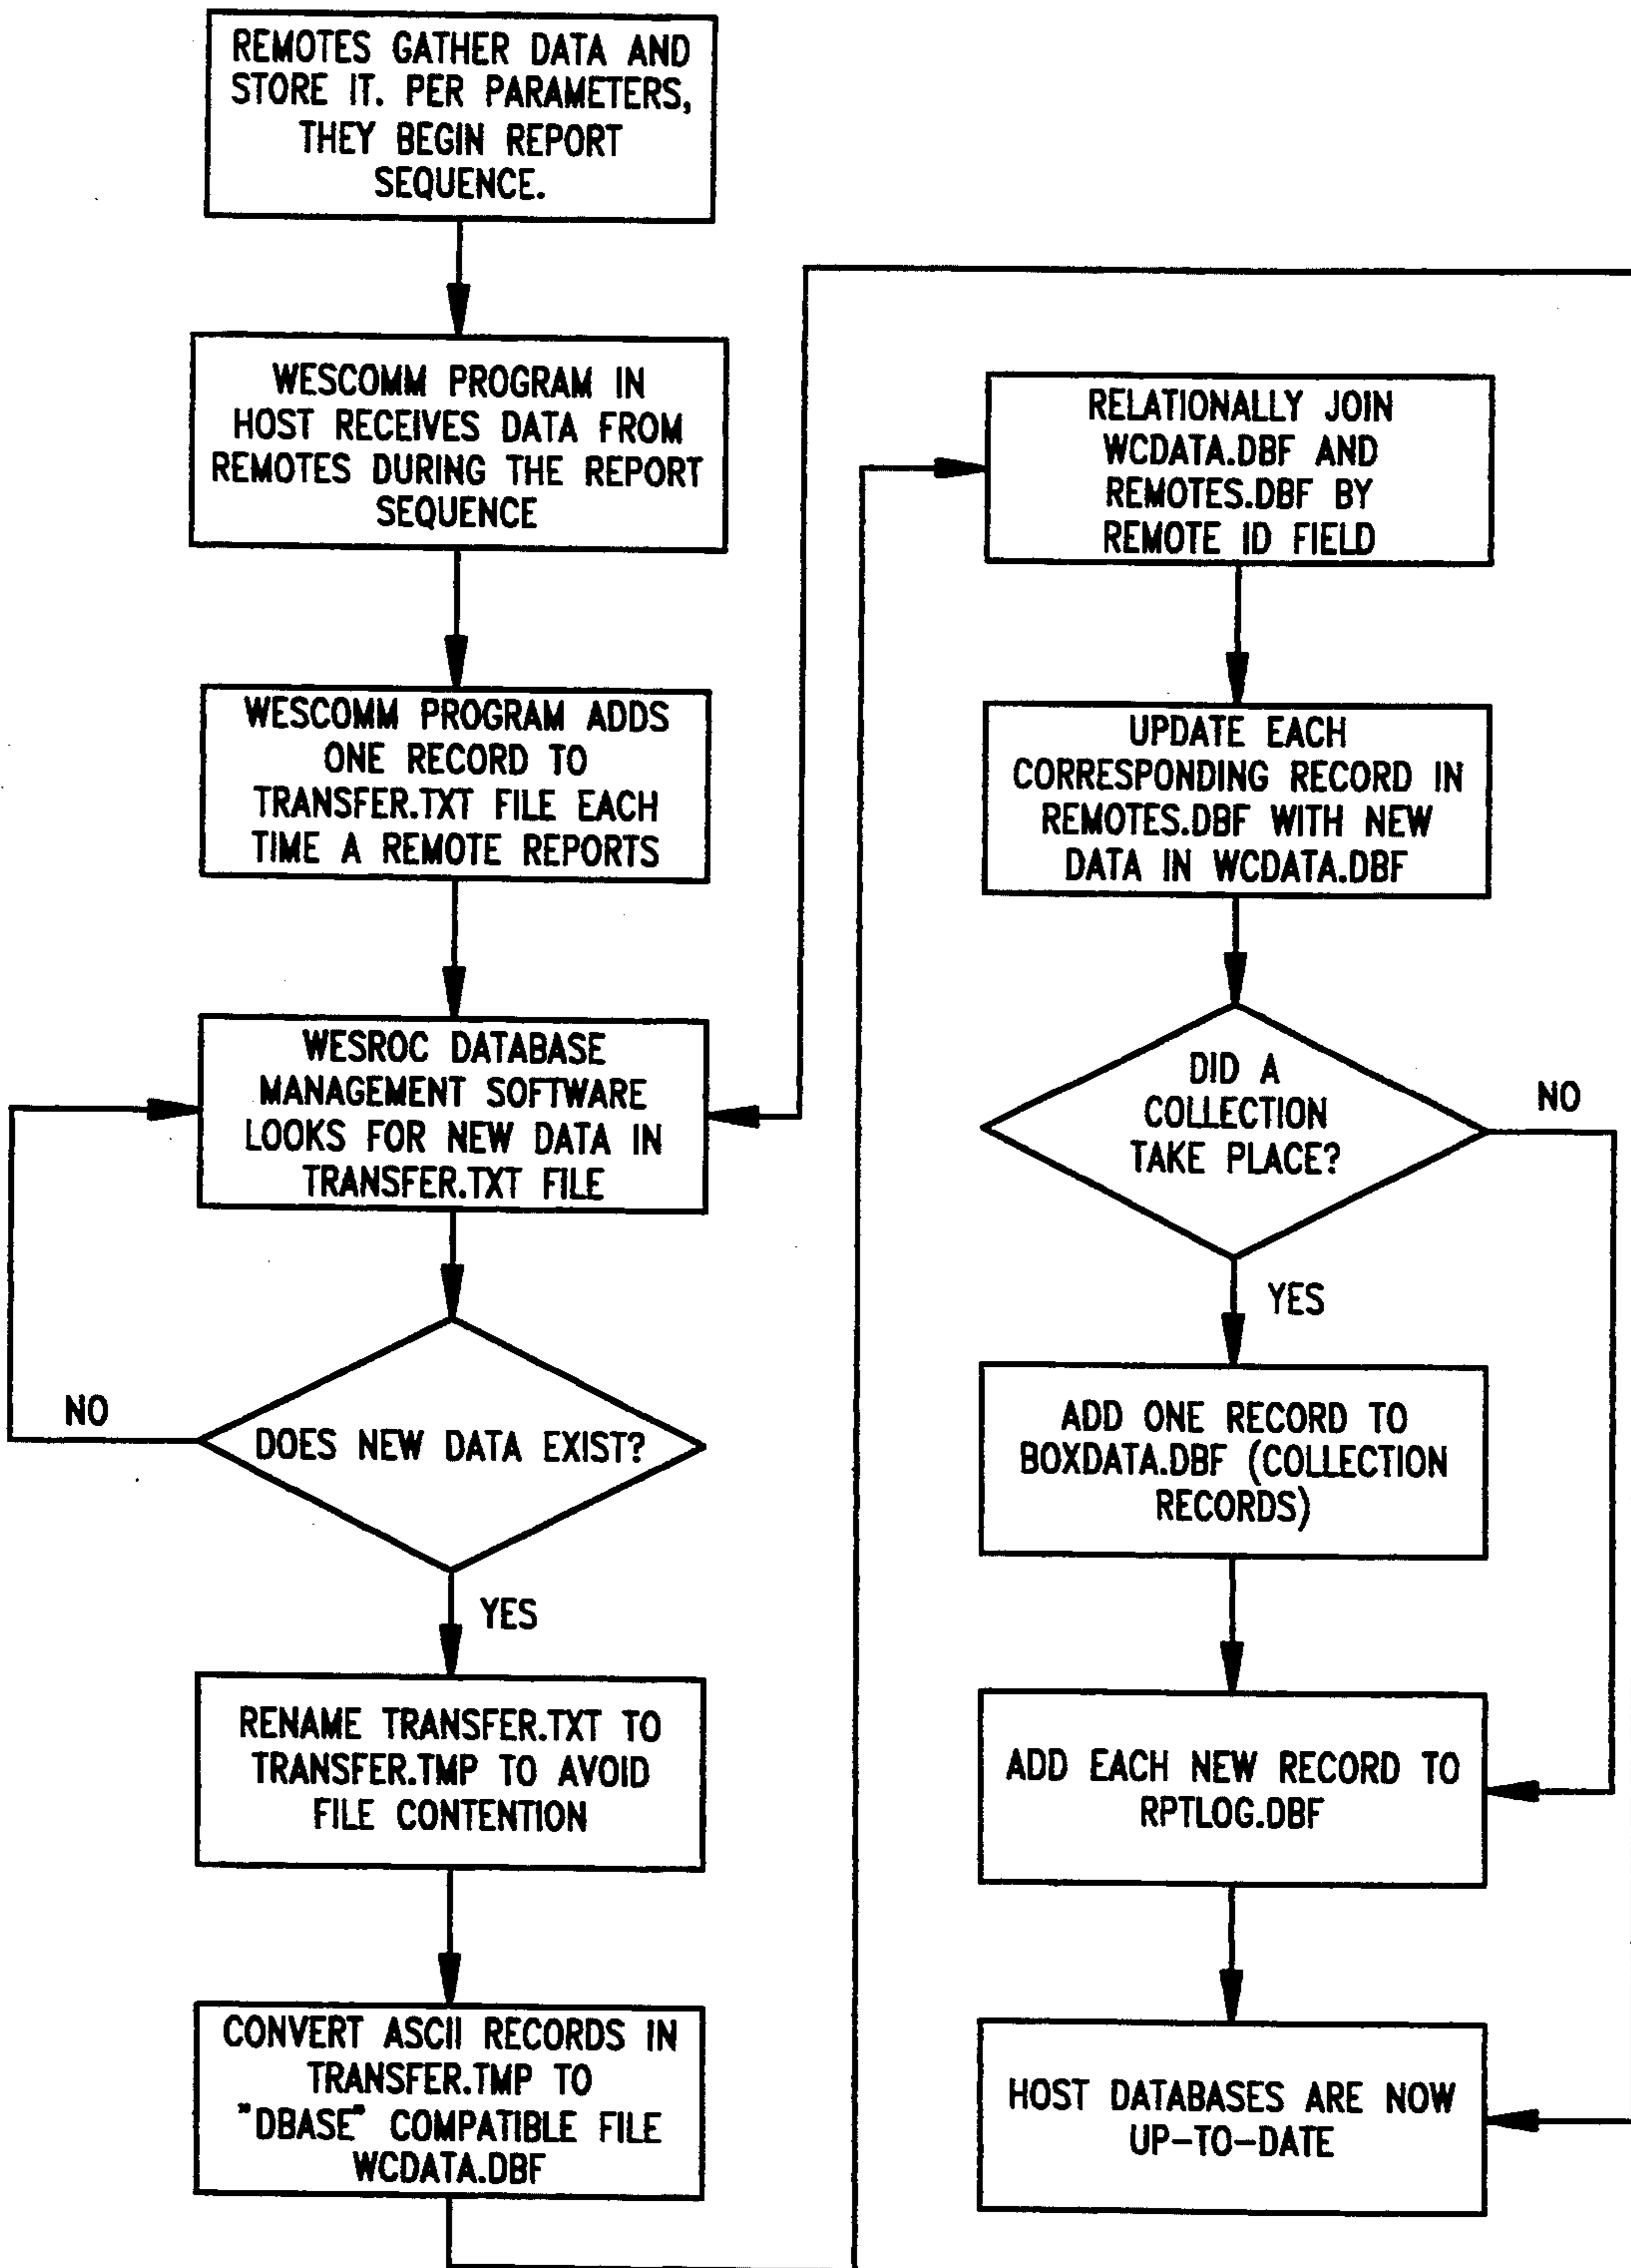 REMOTES GATHER DATA AND
STORE IT. PER PARAMETERS,
THEY BEGIN REPORT
SEQUENCE.
WESCOMM PROGRAM IN
HOST RECEIVES DATA FROM
REMOTES DURING THE REPORT
SEQUENCE
WESCOMM PROGRAM ADDS
ONE RECORD TO
TRANSFER.TXT FILE EACH
TIME A REMOTE REPORTS
WESROC DATABASE
MANAGEMENT SOFTWARE
LOOKS FOR NEW DATA IN
TRANSFER.TXT FILE
DOES NEW DATA EXIST?
NO
YES
RENAME TRANSFER.TXT TO
TRANSFER.TMP TO AVOID
FILE CONTENTION
CONVERT ASCII RECORDS IN
TRANSFER.TMP TO
"DBASE" COMPATIBLE FILE
WCDATA.DBF
RELATIONALLY JOIN
WCDATA.DBF AND
REMOTES.DBF BY
REMOTE ID FIELD
UPDATE EACH
CORRESPONDING RECORD IN
REMOTES.DBF WITH NEW
DATA IN WCDATA.DBF
DID A
COLLECTION
TAKE PLACE?
NO
YES
ADD ONE RECORD TO
BOXDATA.DBF (COLLECTION
RECORDS)
ADD EACH NEW RECORD TO
RPTLOG.DBF
HOST DATABASES ARE NOW
UP-TO-DATE